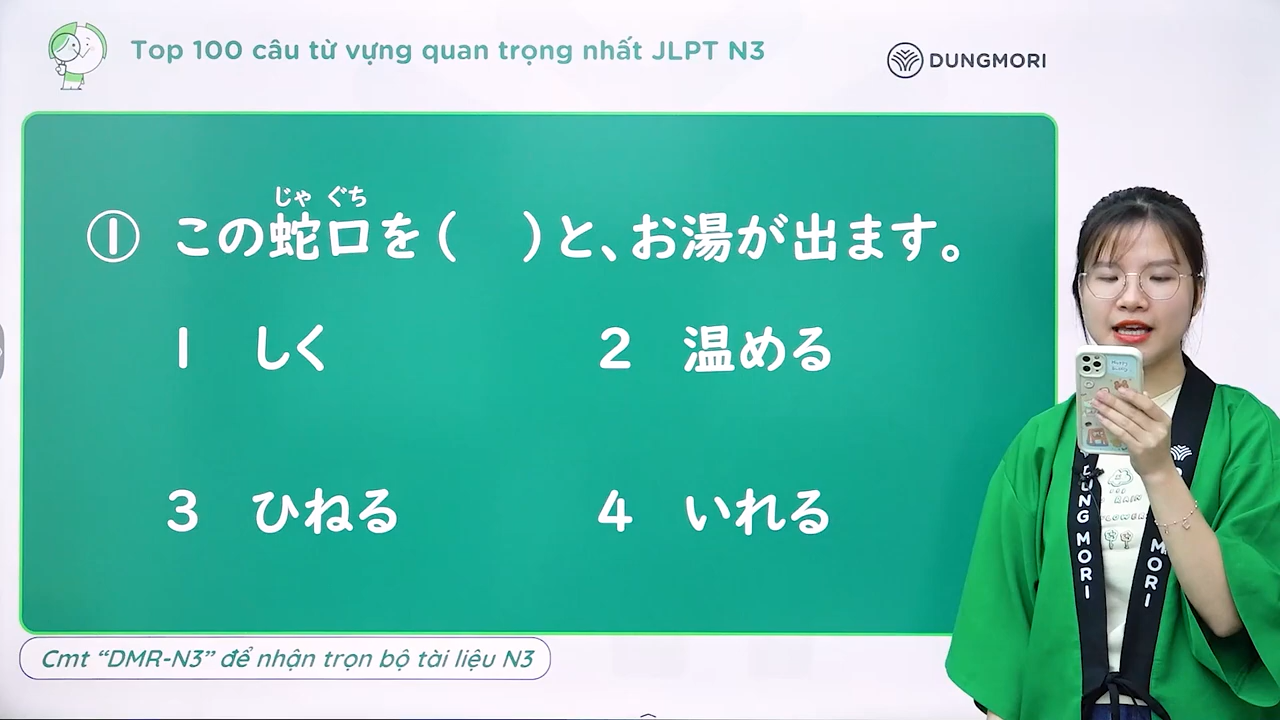 Top 100 câu từ vựng quan trọng nhất JLPT N3
DUNGMORI
じゃ ぐち
① この蛇口を( )と、お湯が出ます。
1 しく
2 温める
3 ひねる
4 いれる
Cmt “DMR-N3” để nhận trọn bộ tài liệu N3
DUNG MORI
MORI
RAIN